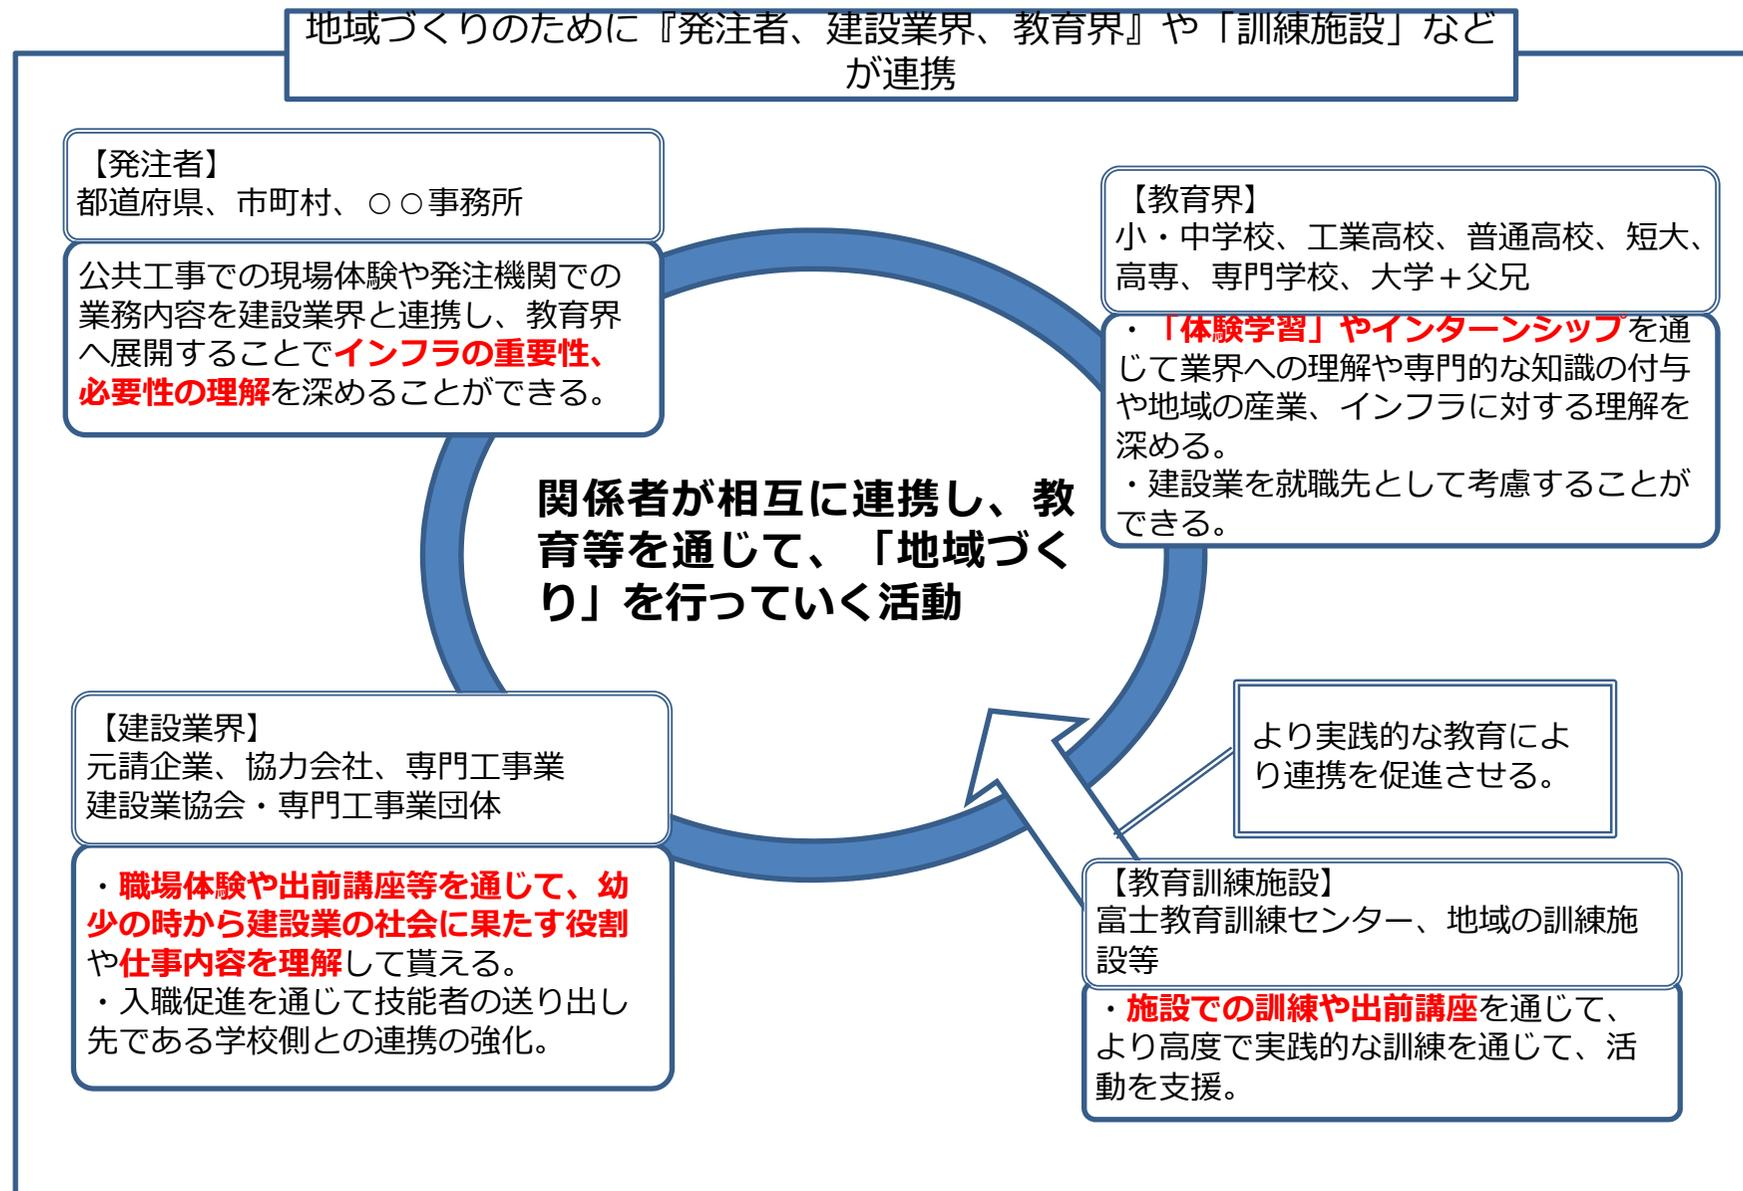 地域づくりのために『発注者、建設業界、教育界』や「訓練施設」など
が連携
【発注者】
都道府県、市町村、○○事務所
公共工事での現場体験や発注機関での
業務内容を建設業界と連携し、教育界
へ展開することでインフラの重要性、
必要性の理解を深めることができる。
【教育界】
小・中学校、工業高校、普通高校、短大、
高専、専門学校、大学＋父兄
・「体験学習」やインターンシップを通
じて業界への理解や専門的な知識の付与
や地域の産業、インフラに対する理解を
深める。
・建設業を就職先として考慮することが
できる。
関係者が相互に連携し、教
育等を通じて、「地域づく
り」を行っていく活動
【建設業界】
元請企業、協力会社、専門工事業
建設業協会・専門工事業団体
・職場体験や出前講座等を通じて、幼
少の時から建設業の社会に果たす役割
や仕事内容を理解して貰える。
・入職促進を通じて技能者の送り出し
先である学校側との連携の強化。
より実践的な教育によ
り連携を促進させる。
【教育訓練施設】
富士教育訓練センター、地域の訓練施
設等
・施設での訓練や出前講座を通じて、
より高度で実践的な訓練を通じて、活
動を支援。